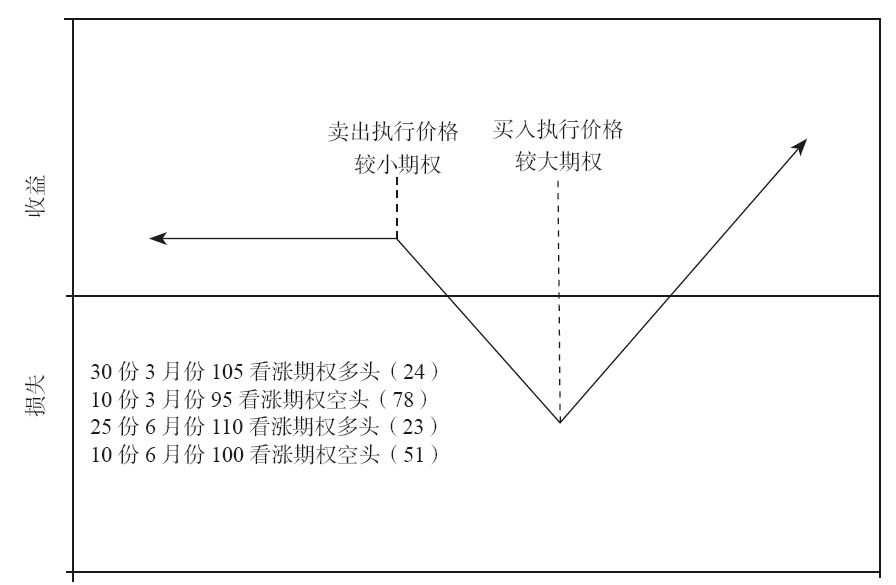 卖出执行价格
较小期权
买入执行价格
较大期权
收益
损失
30 份 3 月份 105 看涨期权多头（24）
10 份 3 月份 95 看涨期权空头（78）
25 份 6 月份 110 看涨期权多头（23）
10 份 6 月份 100 看涨期权空头（51）